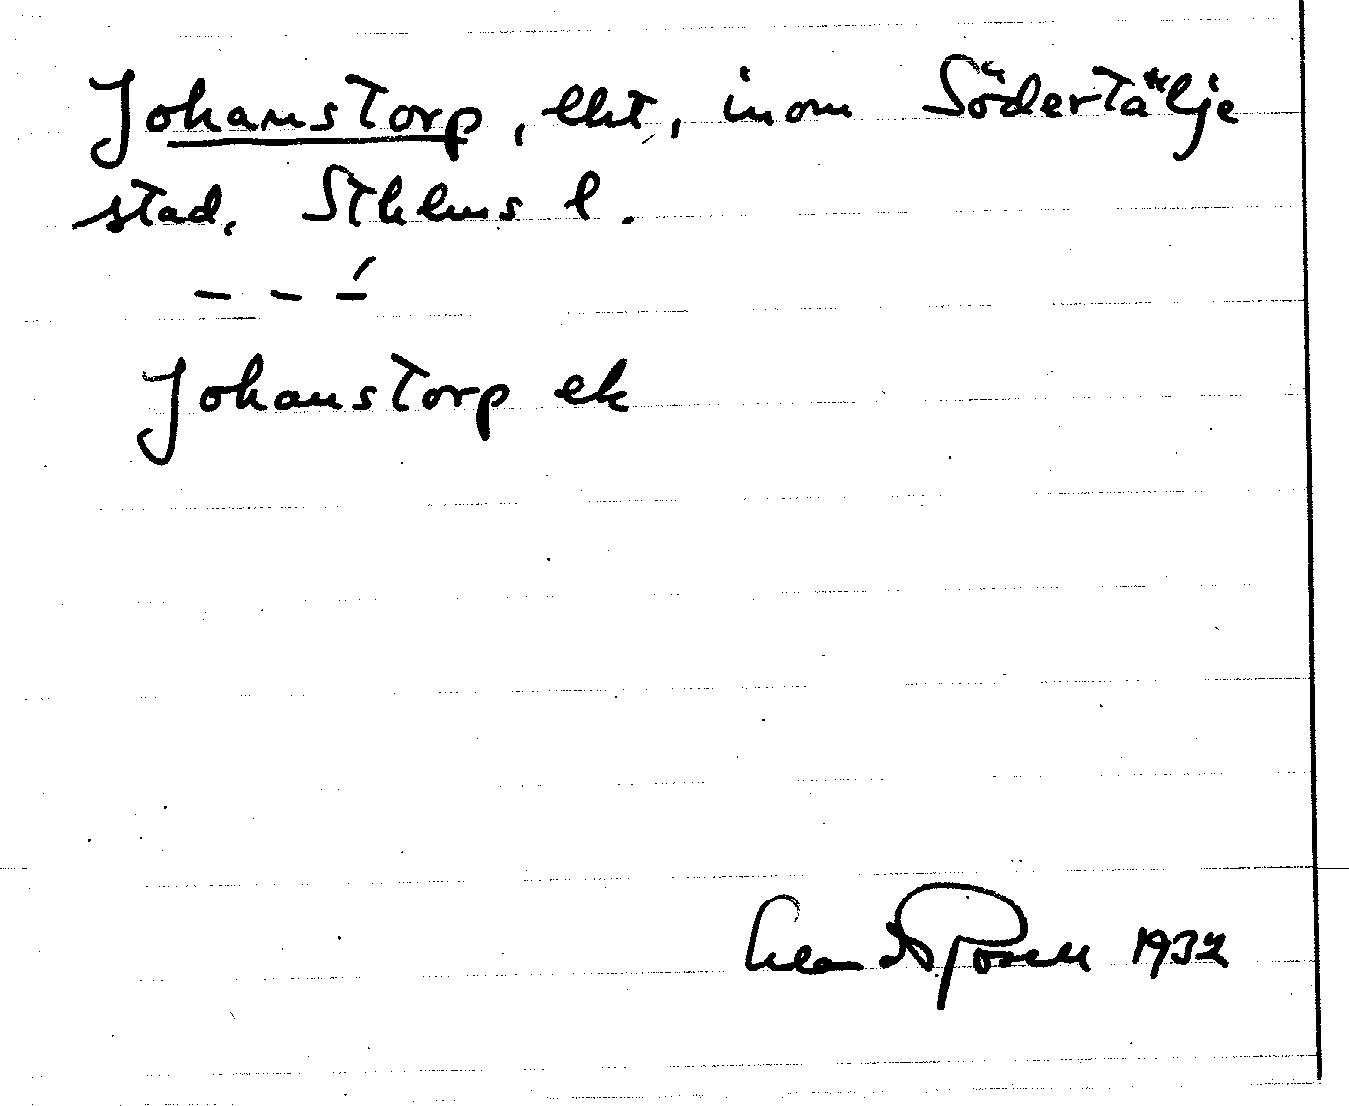 Johanstorp, lht, inom Södertälje
stad. Sthlms l.
- - -́
Johanstorp ek
1932